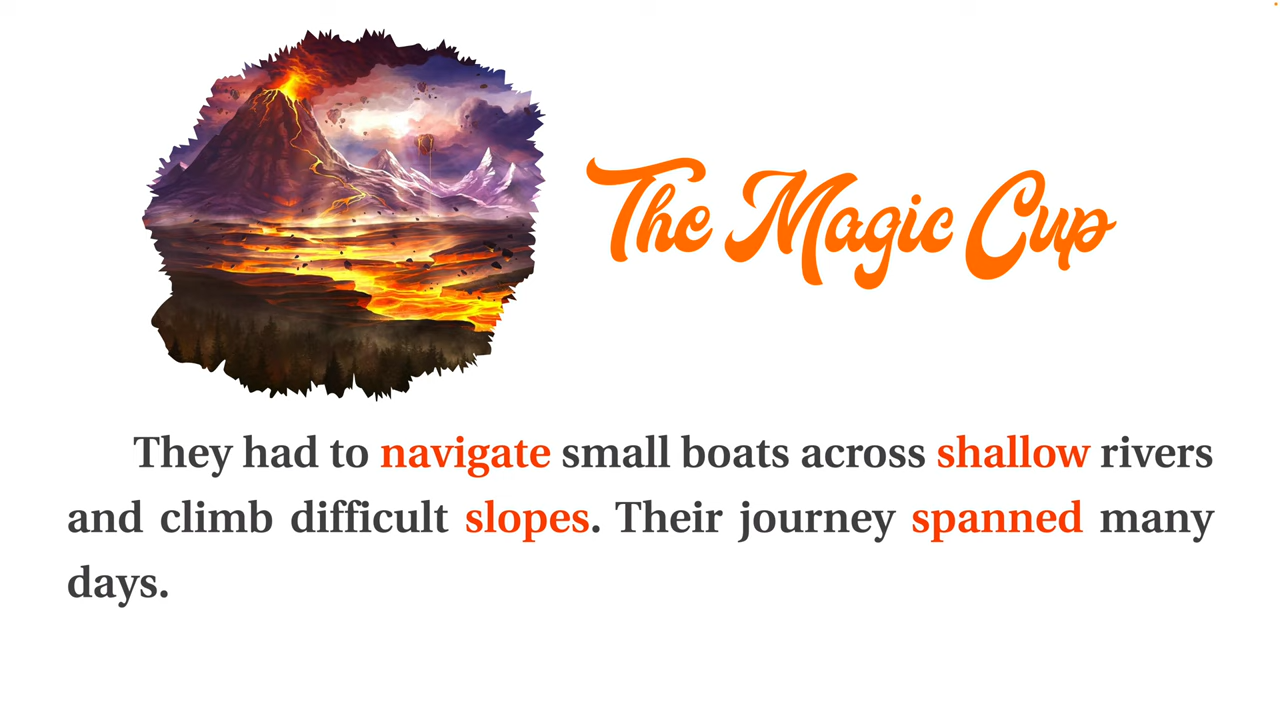 The Magic Cup
They had to navigate small boats across shallow rivers
and climb difficult slopes. Their journey spanned many
days.